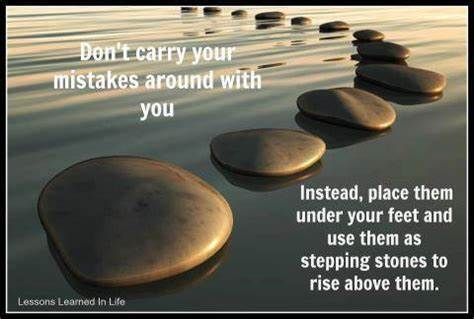 Don't carry your
mistakes around with
you
Instead, place them
under your feet and
use them as
stepping stones to
rise above them.
Lessons Learned In Life